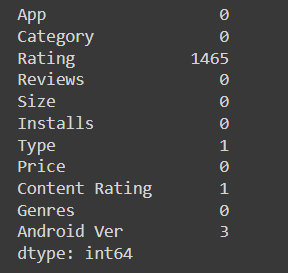 App 0
Category 0
Rating 1465
Reviews 0
Size 0
Installs 0
Type 1
Price 0
Content Rating 1
Genres 0
Android Ver 3
dtype: int64